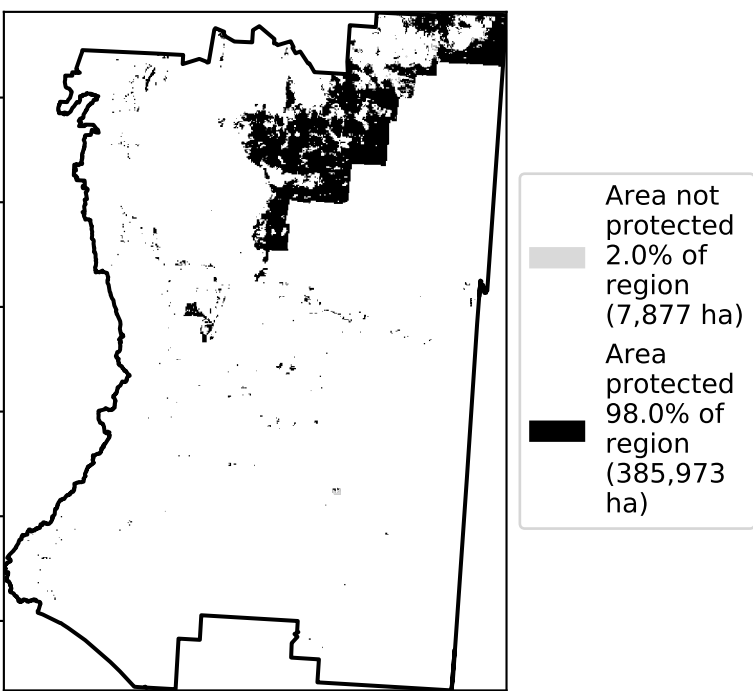 Area not
protected
2.0% of
region
(7,877 ha)
Area
protected
98.0% of
region
(385,973
ha)